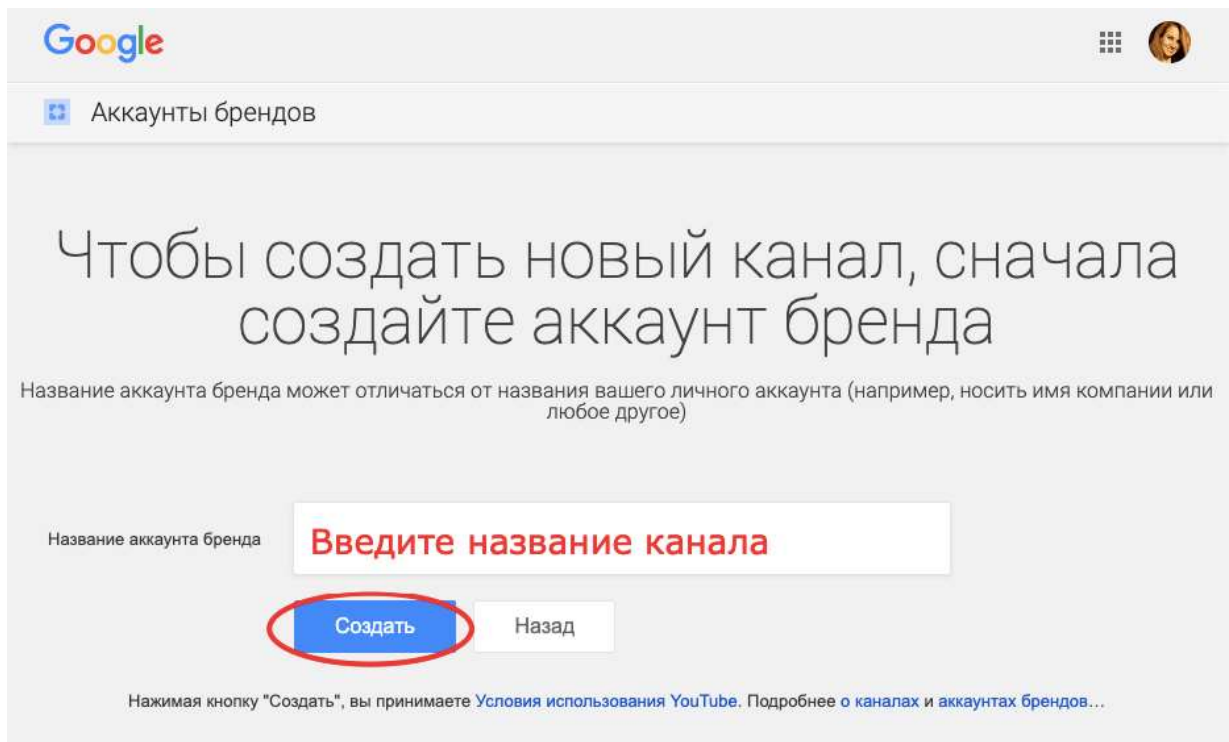 Google
Аккаунты брендов
Чтобы создать новый канал, сначала
создайте аккаунт бренда
Название аккаунта бренда может отличаться от названия вашего личного аккаунта (например, носить имя компании или
любое другое)
Название аккаунта бренда
Введите название канала
Создать Назад
Нажимая кнопку "Создать", вы принимаете Условия использования YouTube. Подробнее о каналах и аккаунтах брендов…